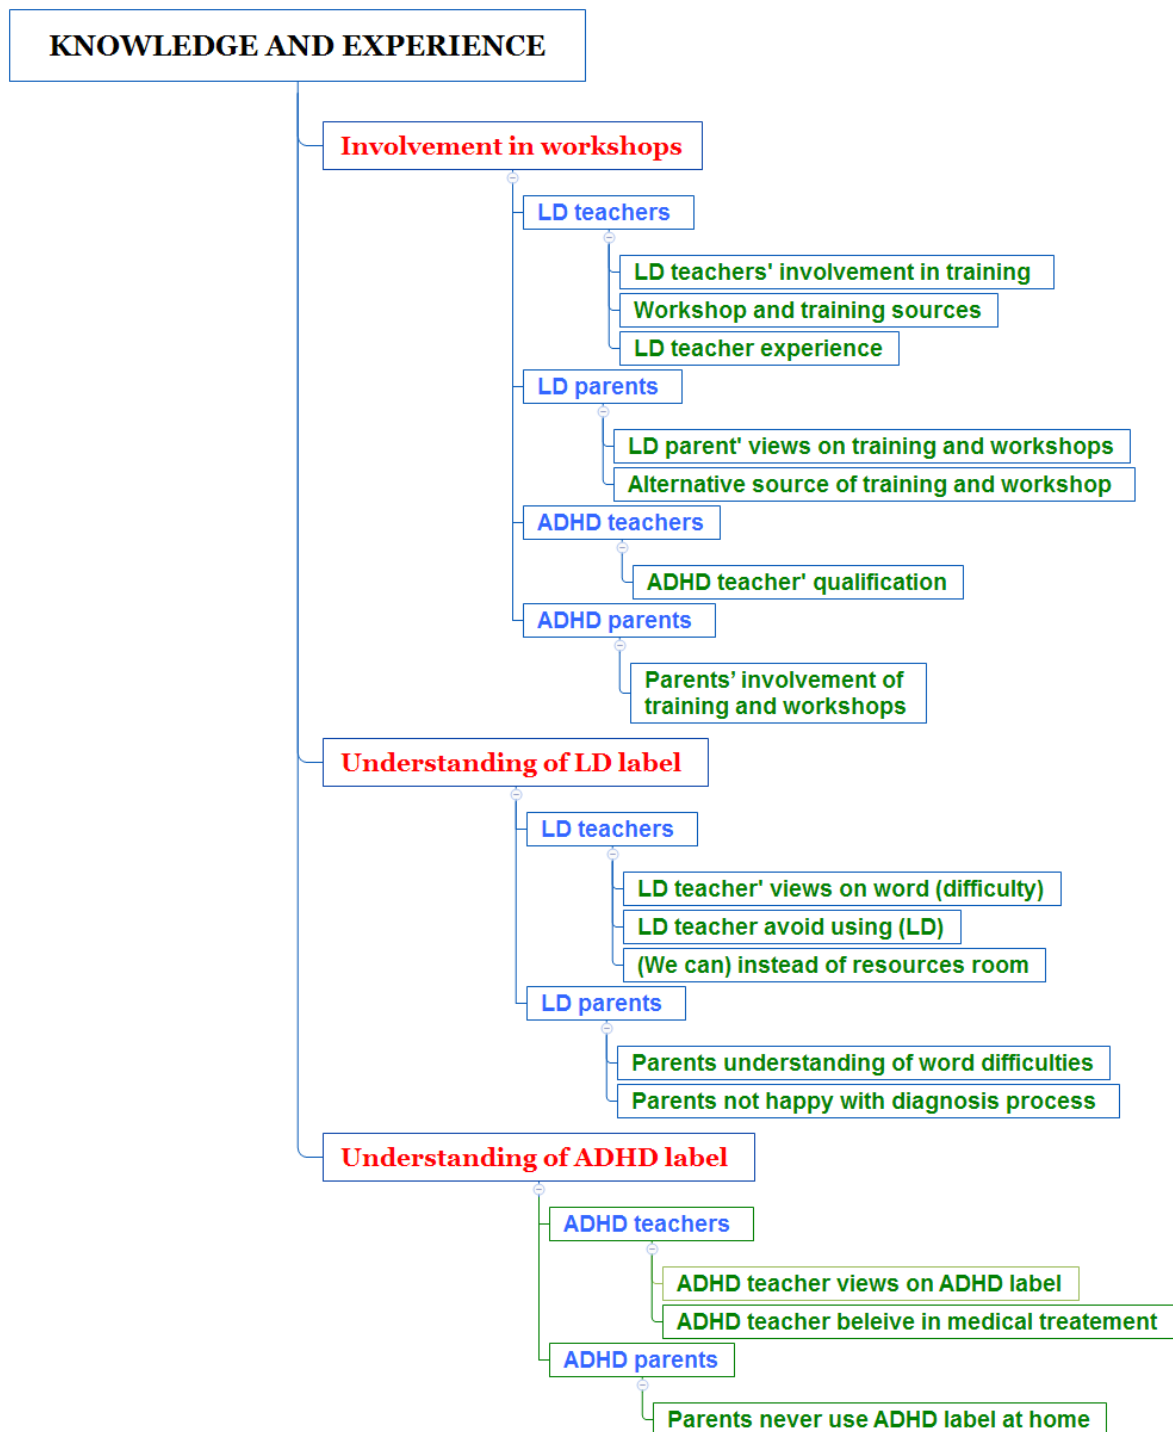 KNOWLEDGE AND EXPERIENCE
Involvement in workshops
LD teachers
LD teachers' involvement in training
Workshop and training sources
LD teacher experience
LD parents
LD parent' views on training and workshops
Alternative source of training and workshop
ADHD teachers
ADHD teacher' qualification
ADHD parents
Parents’ involvement of
training and workshops
Understanding of LD label
LD teachers
LD teacher' views on word (difficulty)
LD teacher avoid using (LD)
(We can) instead of resources room
LD parents
Parents understanding of word difficulties
Parents not happy with diagnosis process
Understanding of ADHD label
ADHD teachers
ADHD teacher views on ADHD label
ADHD teacher beleive in medical treatement
ADHD parents
Parents never use ADHD label at home